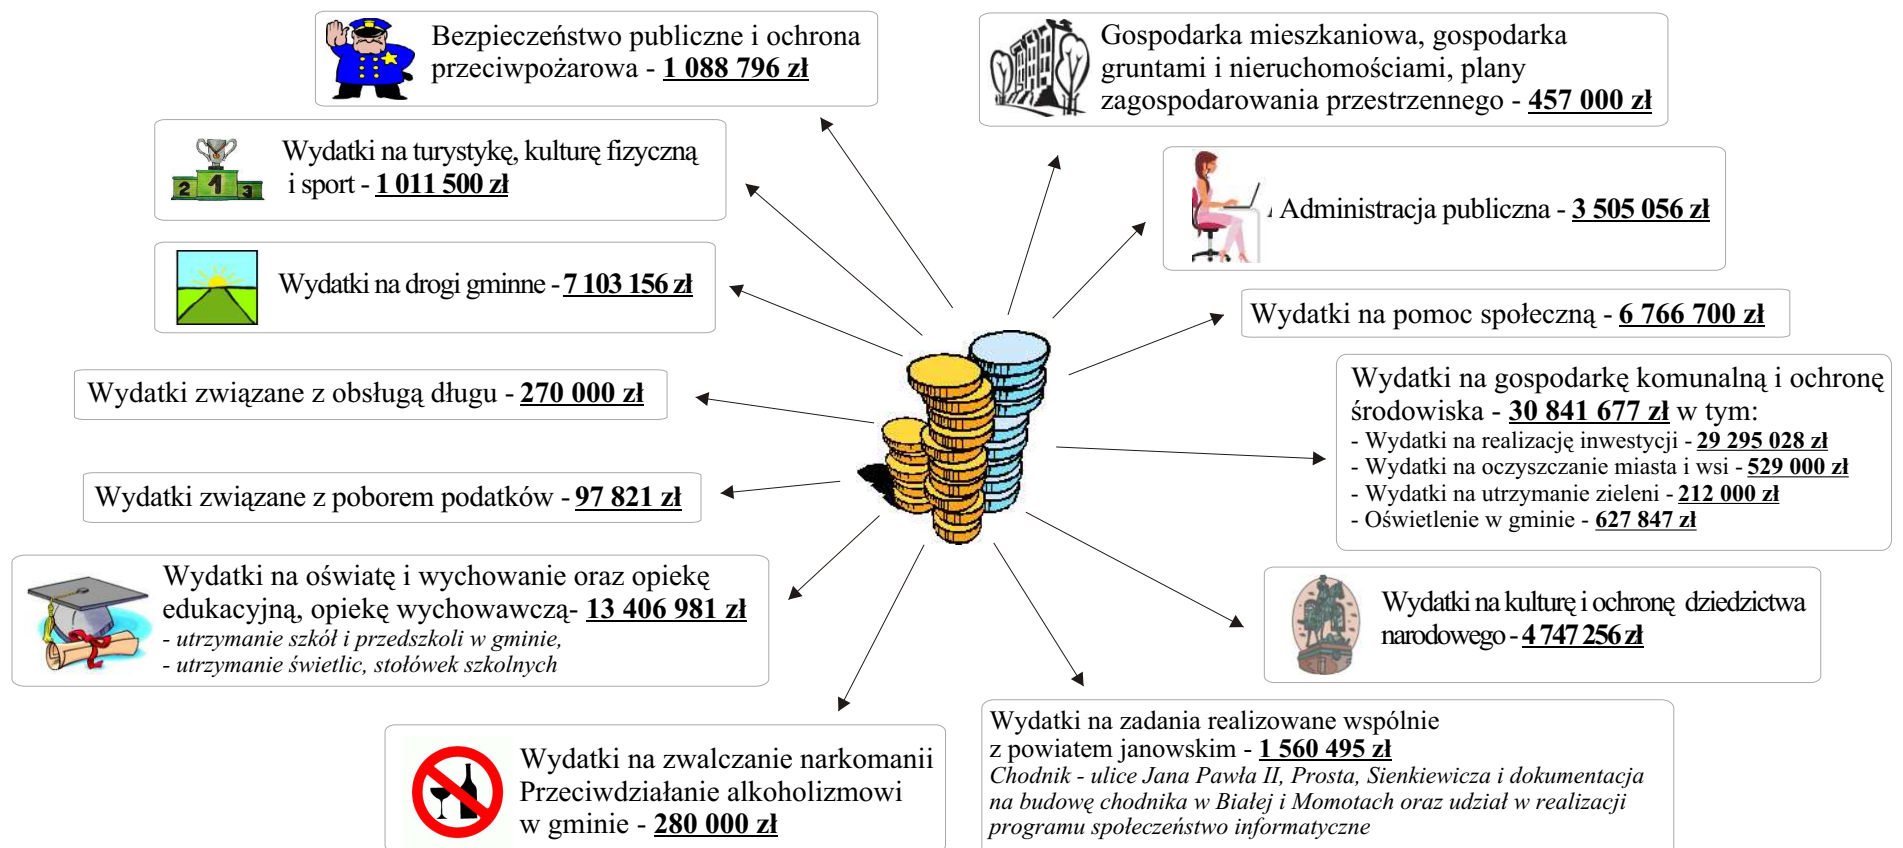 Bezpieczeństwo publiczne i ochrona
przeciwpożarowa - 1 088 796 zł
Gospodarka mieszkaniowa, gospodarka
gruntami i nieruchomościami, plany
zagospodarowania przestrzennego - 457 000 zł
Wydatki na turystykę, kulturę fizyczną
i sport - 1 011 500 zł
2 1 3
Administracja publiczna - 3 505 056 zł
Wydatki na drogi gminne - 7 103 156 zł
Wydatki na pomoc społeczną - 6 766 700 zł
Wydatki związane z obsługą długu - 270 000 zł
Wydatki na gospodarkę komunalną i ochronę
środowiska - 30 841 677 zł w tym:
- Wydatki na realizację inwestycji - 29 295 028 zł
- Wydatki na oczyszczanie miasta i wsi - 529 000 zł
- Wydatki na utrzymanie zieleni - 212 000 zł
- Oświetlenie w gminie - 627 847 zł
Wydatki związane z poborem podatków - 97 821 zł
Wydatki na oświatę i wychowanie oraz opiekę
edukacyjną, opiekę wychowawczą- 13 406 981 zł
- utrzymanie szkół i przedszkoli w gminie,
- utrzymanie świetlic, stołówek szkolnych
Wydatki na kulturę i ochronę dziedzictwa
narodowego - 4 747 256 zł
Wydatki na zwalczanie narkomanii
Przeciwdziałanie alkoholizmowi
w gminie - 280 000 zł
Wydatki na zadania realizowane wspólnie
z powiatem janowskim - 1 560 495 zł
Chodnik - ulice Jana Pawła II, Prosta, Sienkiewicza i dokumentacja
na budowę chodnika w Białej i Momotach oraz udział w realizacji
programu społeczeństwo informatyczne